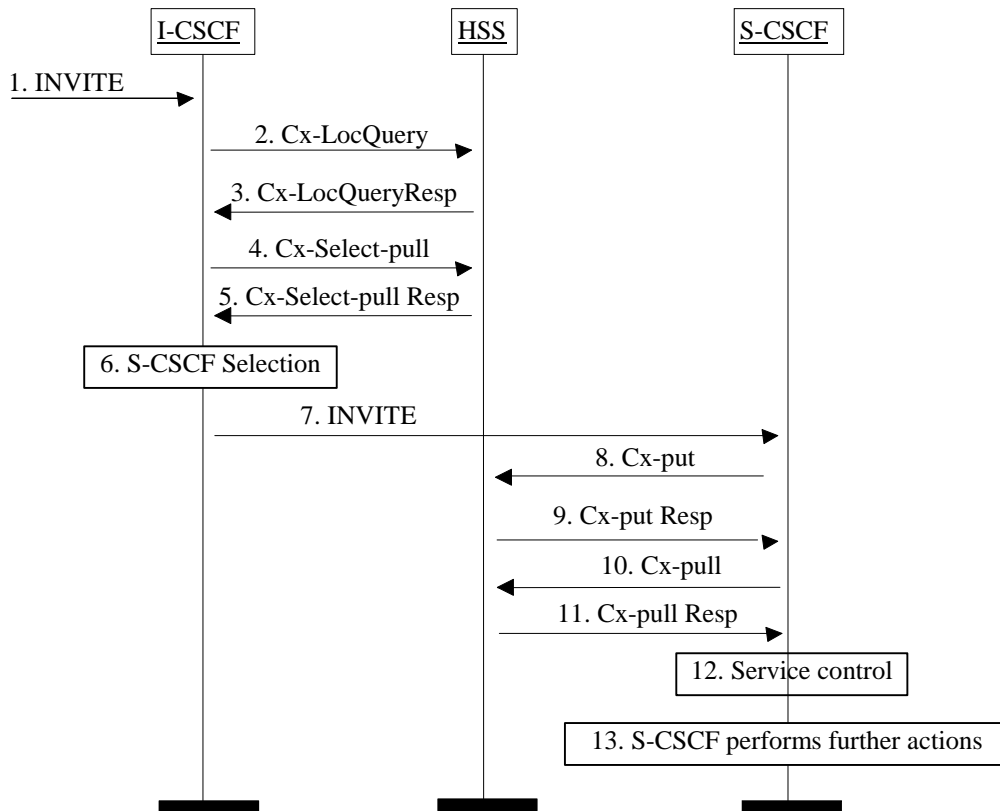 I-CSCF
HSS
S-CSCF
1. INVITE
2. Cx-LocQuery
3. Cx-LocQueryResp
4. Cx-Select-pull
5. Cx-Select-pull Resp
6. S-CSCF Selection
7. INVITE
8. Cx-put
9. Cx-put Resp
10. Cx-pull
11. Cx-pull Resp
12. Service control
13. S-CSCF performs further actions